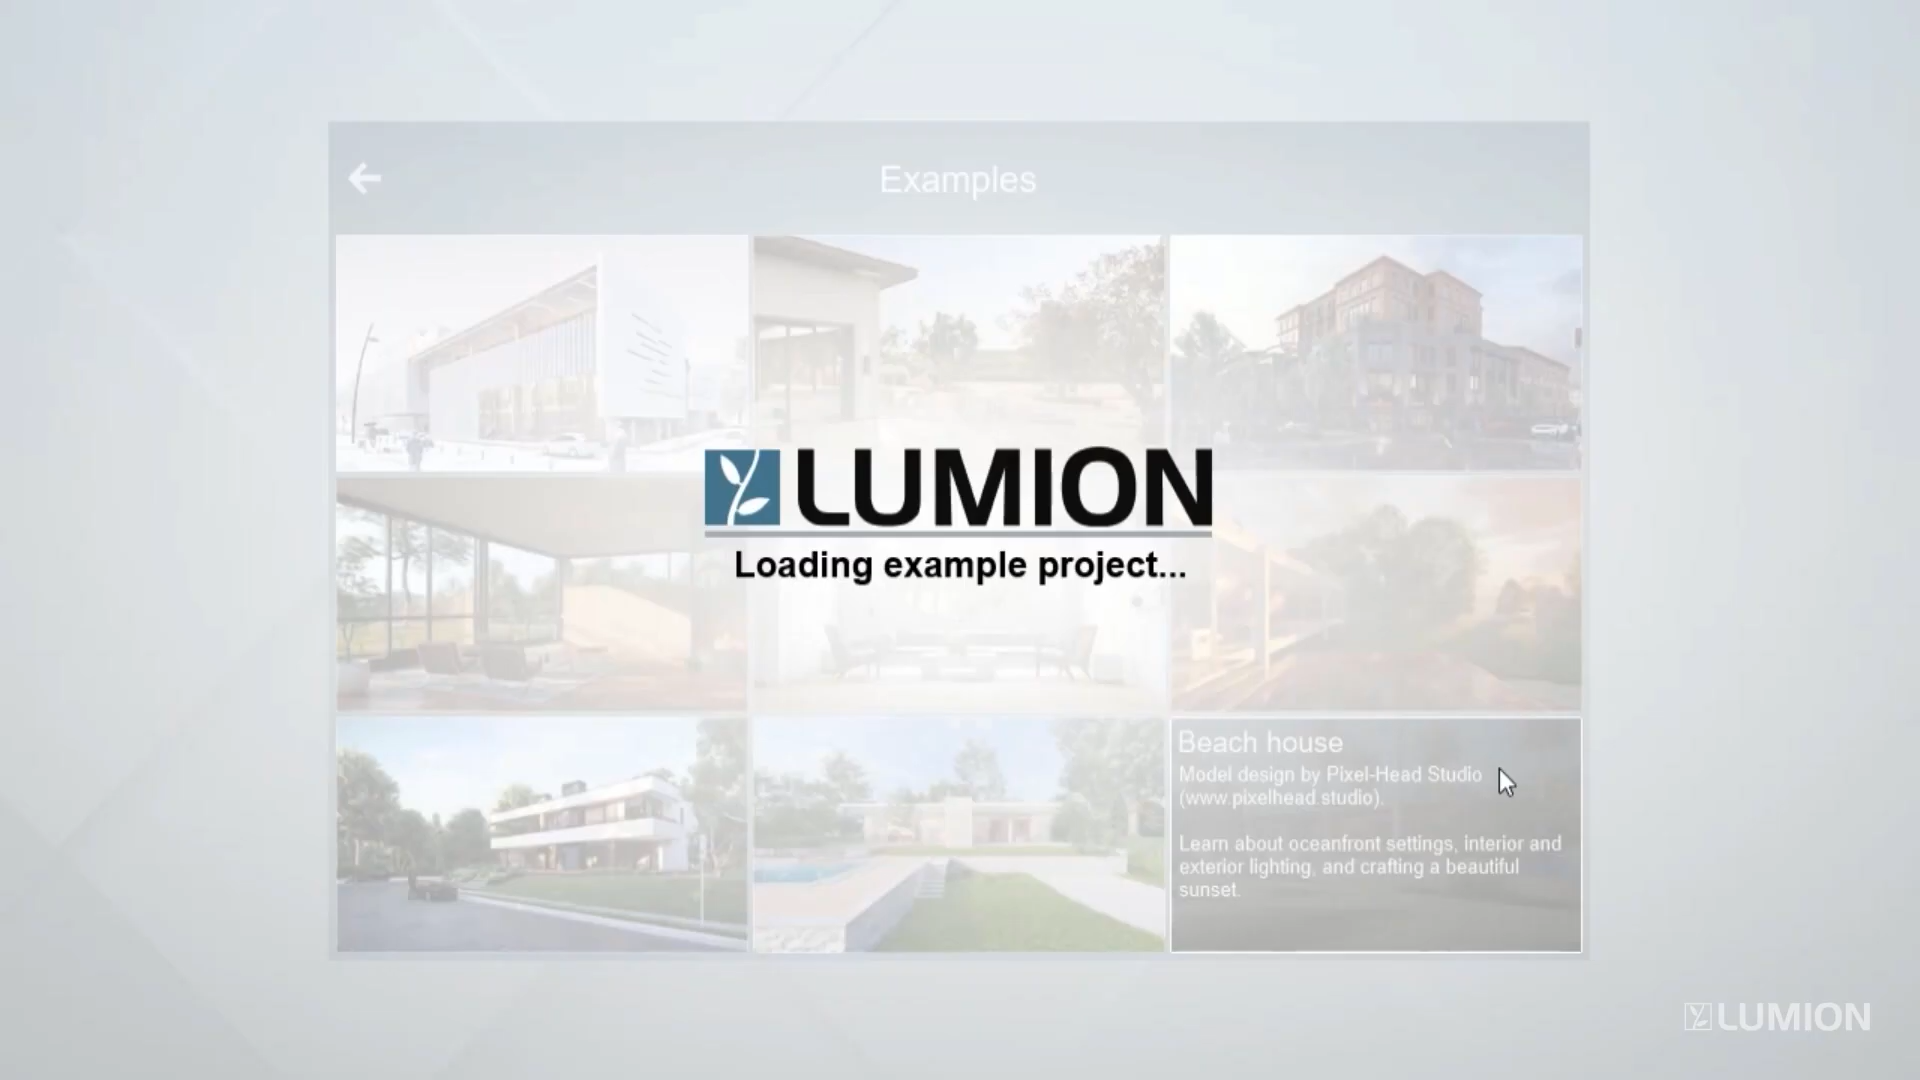 Examples
LUMION
Loading example project...
Beach house
Model design by Pixel-Head Studio
(www.pixelhead.studio).
Learn about oceanfront settings, interior and
exterior lighting, and crafting a beautiful
sunset.
LUMION